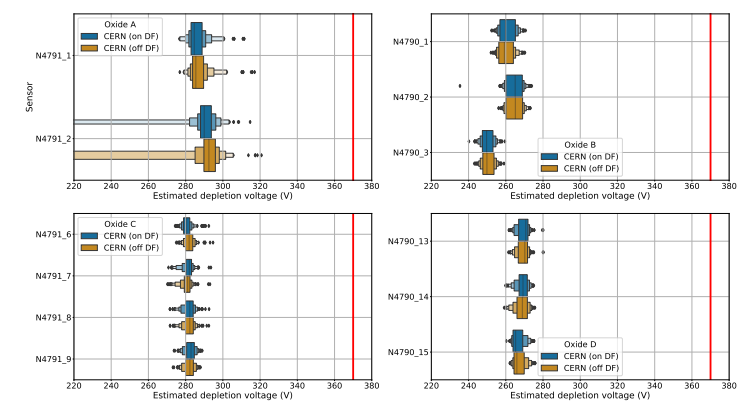 Oxide A
CERN (on DF)
CERN (off DF)
N4791_1
N4791_2
Sensor
220 240 260 280 300 320 340 360 380
Estimated depletion voltage (V)
N4790_1
N4790_2
N4790_3
Oxide B
CERN (on DF)
CERN (off DF)
220 240 260 280 300 320 340 360 380
Estimated depletion voltage (V)
Oxide C
CERN (on DF)
CERN (off DF)
N4791_6
N4791_7
N4791_8
N4791_9
220 240 260 280 300 320 340 360 380
Estimated depletion voltage (V)
N4790_13
N4790_14
N4790_15
Oxide D
CERN (on DF)
CERN (off DF)
220 240 260 280 300 320 340 360 380
Estimated depletion voltage (V)